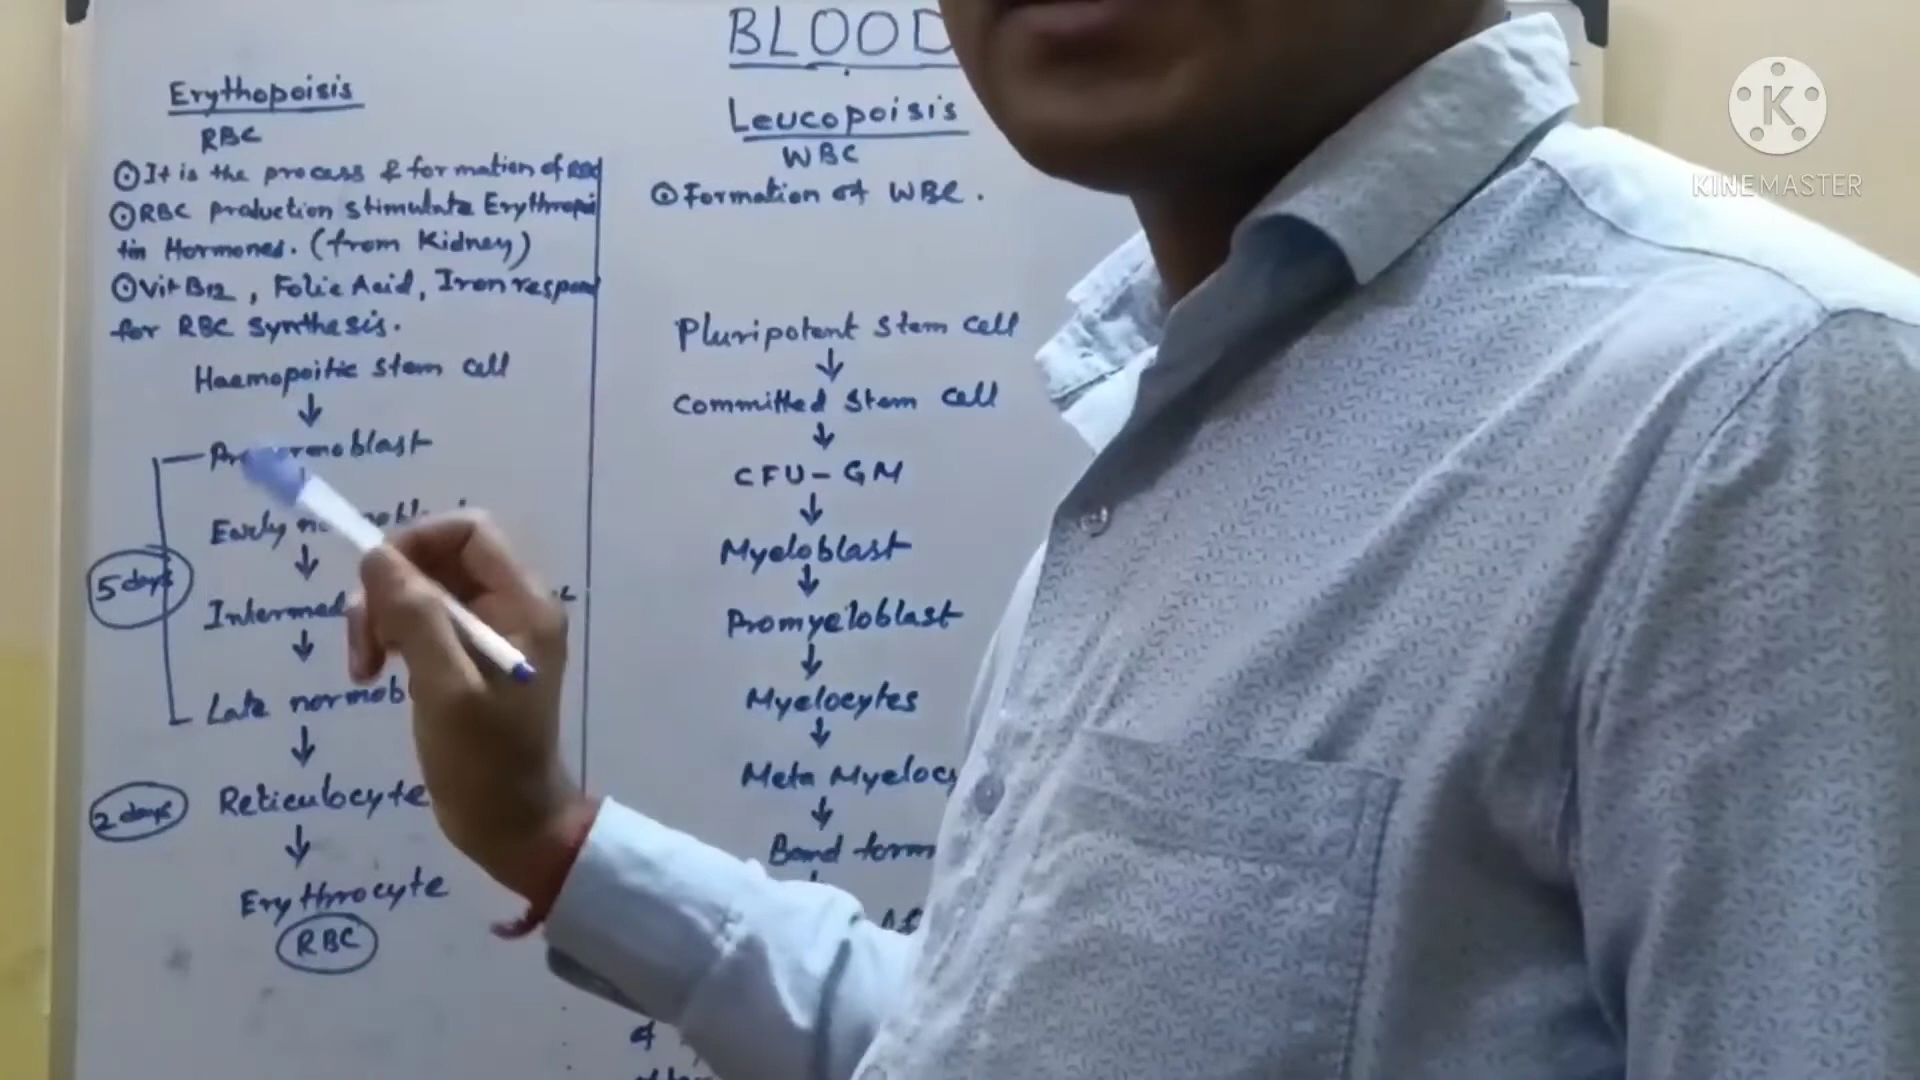 BLOOD
Erythopoisis
RBC
⊙ It is the process & formation of RBC
⊙ RBC production stimulate Erythropoi
tin Hormones. (from Kidney)
⊙ Vit B12, Folic Acid, Iron respon
for RBC synthesis.
Haemopoitic stem cell
↓
normoblast
Early
↓
↓
Late
↓
5 days
Reticulocyte
2 days
↓
Erythrocyte
RBC
Leucopoisis
WBC
⊙ Formation of WBC.
Pluripotent stem cell
↓
Committed stem cell
↓
CFU-GM
↓
Myeloblast
↓
Promyeloblast
↓
Myelocytes
↓
Meta Myelocy
↓
Band form
of
K
KINEMASTER